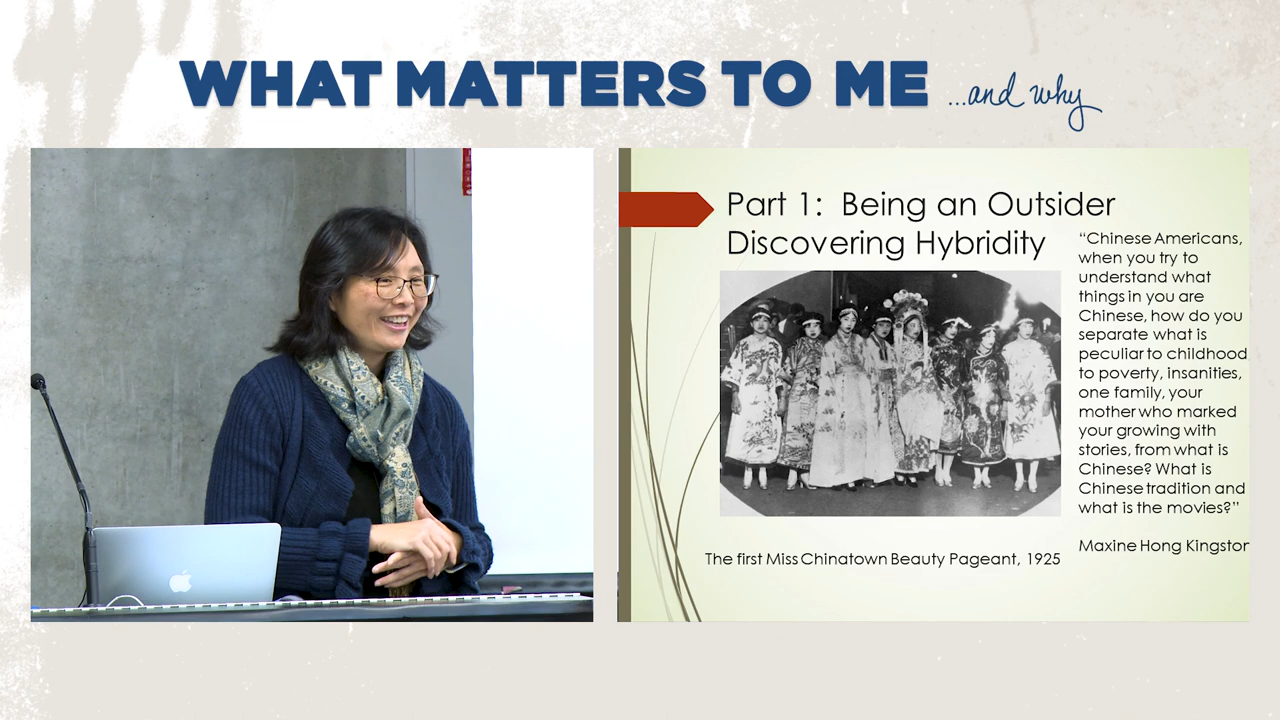 WHAT MATTERS TO ME ...and why
Part 1: Being an Outsider
Discovering Hybridity
“Chinese Americans,
when you try to
understand what
things in you are
Chinese, how do you
separate what is
peculiar to childhood
to poverty, insanities,
one family, your
mother who marked
your growing with
stories, from what is
Chinese? What is
Chinese tradition and
what is the movies?”
Maxine Hong Kingston
The first Miss Chinatown Beauty Pageant, 1925